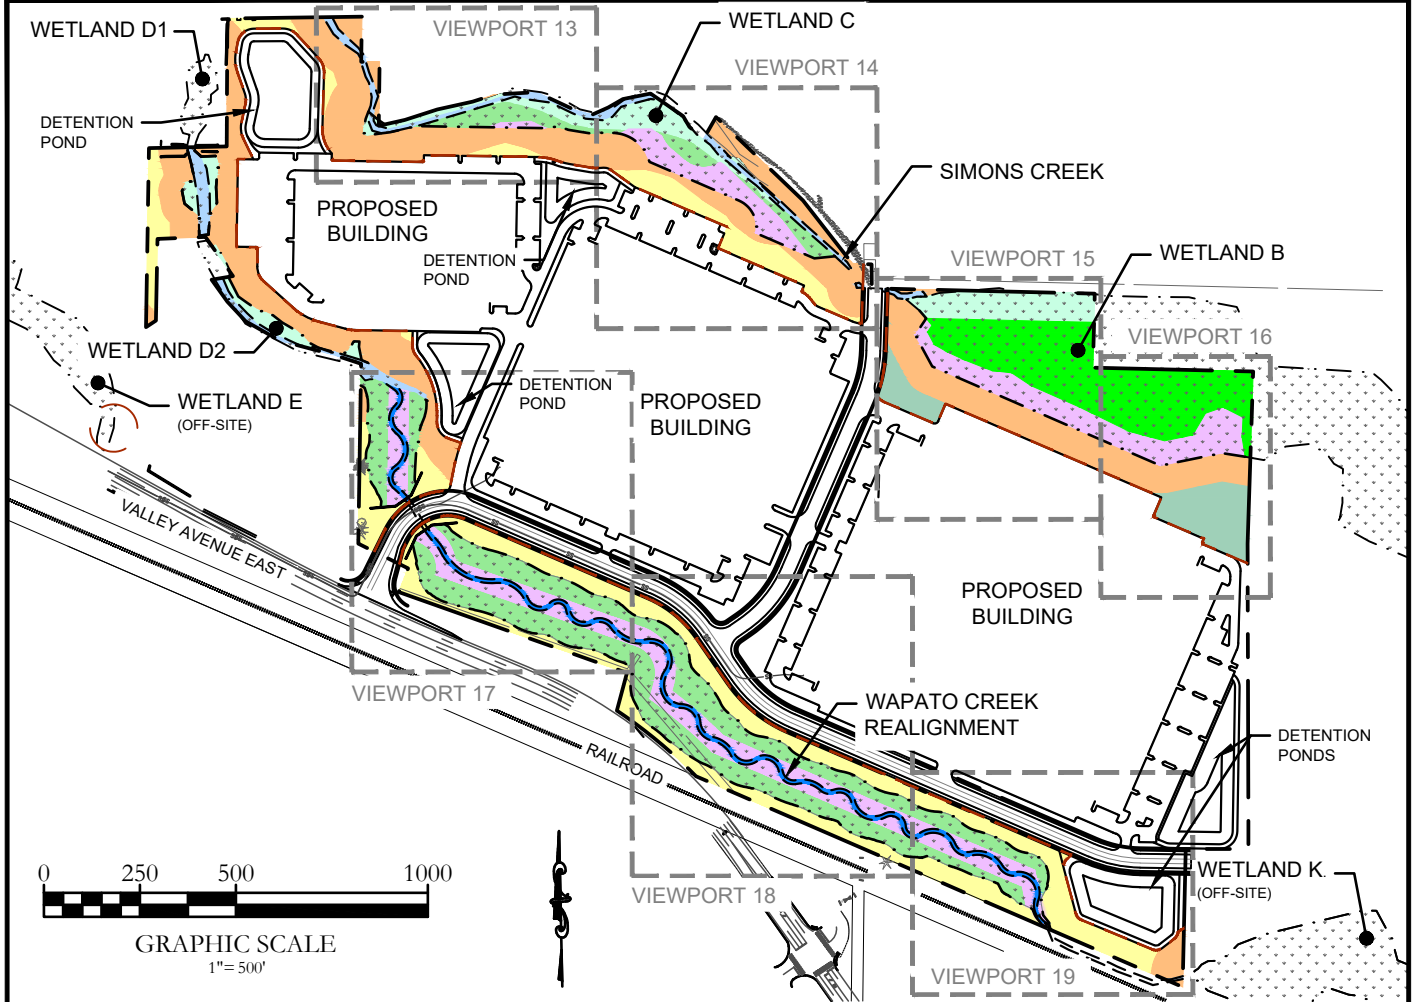 WETLAND D1
VIEWPORT 13
WETLAND C
VIEWPORT 14
DETENTION
POND
SIMONS CREEK
PROPOSED
BUILDING
DETENTION
POND
VIEWPORT 15
WETLAND B
VIEWPORT 16
WETLAND D2
WETLAND E
(OFF-SITE)
DETENTION
POND
PROPOSED
BUILDING
VALLEY AVENUE EAST
PROPOSED
BUILDING
VIEWPORT 17
WAPATO CREEK
REALIGNMENT
RAILROAD
DETENTION
PONDS
0 250 500 1000
GRAPHIC SCALE
1"= 500'
VIEWPORT 18
WETLAND K.
(OFF-SITE)
VIEWPORT 19